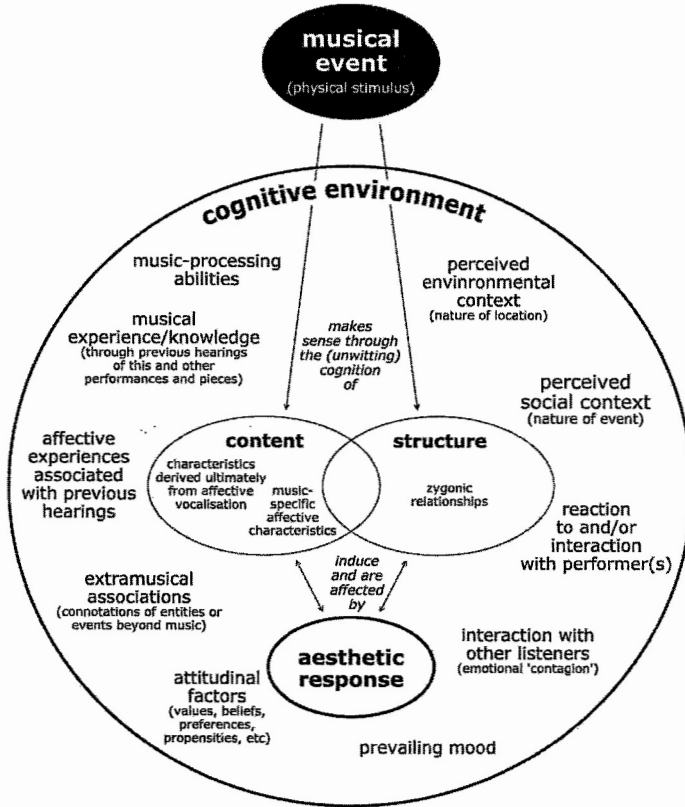 musical
event
(physical stimulus)
cognitive environment
music-processing
abilities
perceived
envinronmental
context
(nature of location)
musical
experience/knowledge
(through previous hearings
of this and other
performances and pieces)
makes
sense through
the (unwitting)
cognition
of
perceived
social context
(nature of event)
affective
experiences
associated
with previous
hearings
content
characteristics
derived ultimately
from affective
vocalisation
music-
specific
affective
characteristics
structure
zygonic
relationships
reaction
to and/or
interaction
with performer(s)
induce
and are
affected
by
extramusical
associations
(connotations of entities or
events beyond music)
aesthetic
response
interaction with
other listeners
(emotional 'contagion')
attitudinal
factors
(values, beliefs,
preferences,
propensities, etc)
prevailing mood